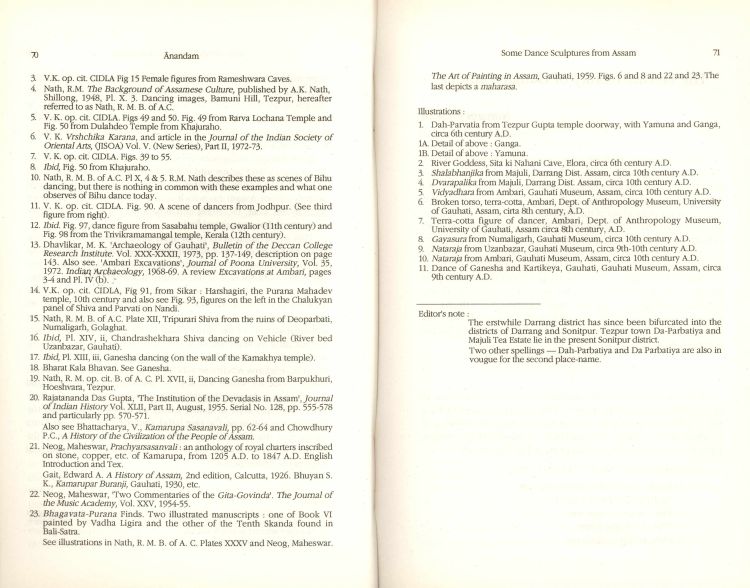 70
Ānandam
3. V.K. op. cit. CIDLA Fig 15 Female figures from Rameshwara Caves.
4. Nath, R.M. The Background of Assamese Culture, published by A.K. Nath,
Shillong, 1948, Pl. X. 3. Dancing images, Bamuni Hill, Tezpur, hereafter
referred to as Nath, R. M. B. of A.C.
5. V. K. op. cit. CIDLA. Figs 49 and 50. Fig. 49 from Rarva Lochana Temple and
Fig. 50 from Dulahdeo Temple from Khajuraho.
6. V. K. Vrshchika Karana, and article in the Journal of the Indian Society of
Oriental Arts, (JISOA) Vol. V. (New Series), Part II, 1972-73.
7. V. K. op. cit. CIDLA. Figs. 39 to 55.
8. Ibid, Fig. 50 from Khajuraho.
10. Nath, R. M. B. of A.C. Pl X, 4 & 5. R.M. Nath describes these as scenes of Bihu
dancing, but there is nothing in common with these examples and what one
observes of Bihu dance today.
11. V. K. op. cit. CIDLA. Fig. 90. A scene of dancers from Jodhpur. (See third
figure from right).
12. Ibid. Fig. 97, dance figure from Sasabahu temple, Gwalior (11th century) and
Fig. 98 from the Trivikramamangal temple, Kerala (12th century).
13. Dhavlikar, M. K. 'Archaeology of Gauhati', Bulletin of the Deccan College
Research Institute. Vol. XXX-XXXIII, 1973, pp. 137-149, description on page
143. Also see. 'Ambari Excavations', Journal of Poona University, Vol. 35,
1972. Indian Archaeology, 1968-69. A review Excavations at Ambari, pages
3-4 and Pl. IV (b).
14. V.K. op. cit. CIDLA, Fig 91, from Sikar : Harshagiri, the Purana Mahadev
temple, 10th century and also see Fig. 93, figures on the left in the Chalukyan
panel of Shiva and Parvati on Nandi.
15. Nath, R. M. B. of A.C. Plate XII, Tripurari Shiva from the ruins of Deoparbati,
Numaligarh, Golaghat.
16. Ibid, Pl. XIV, ii, Chandrashekhara Shiva dancing on Vehicle (River bed
Uzanbazar, Gauhati).
17. Ibid, Pl. XIII, iii, Ganesha dancing (on the wall of the Kamakhya temple).
18. Bharat Kala Bhavan. See Ganesha.
19. Nath, R. M. op. cit. B. of A. C. Pl. XVII, ii, Dancing Ganesha from Barpukhuri,
Hoeshvara, Tezpur.
20. Rajatananda Das Gupta, 'The Institution of the Devadasis in Assam', Journal
of Indian History Vol. XLII, Part II, August, 1955. Serial No. 128, pp. 555-578
and particularly pp. 570-571.
Also see Bhattacharya, V., Kamarupa Sasanavali, pp. 62-64 and Chowdhury
P.C., A History of the Civilization of the People of Assam.
21. Neog, Maheswar, Prachyarsasanvali : an anthology of royal charters inscribed
on stone, copper, etc. of Kamarupa, from 1205 A.D. to 1847 A.D. English
Introduction and Tex.
Gait, Edward A. A History of Assam, 2nd edition, Calcutta, 1926. Bhuyan S.
K., Kamarupar Buranji, Gauhati, 1930, etc.
22. Neog, Maheswar, 'Two Commentaries of the Gita-Govinda'. The Journal of
the Music Academy, Vol. XXV, 1954-55.
23. Bhagavata-Purana Finds. Two illustrated manuscripts : one of Book VI
painted by Vadha Ligira and the other of the Tenth Skanda found in
Bali-Satra.
See illustrations in Nath, R. M. B. of A. C. Plates XXXV and Neog, Maheswar.
Some Dance Sculptures from Assam
71
The Art of Painting in Assam, Gauhati, 1959. Figs. 6 and 8 and 22 and 23. The
last depicts a maharasa.
Illustrations :
1. Dah-Parvatia from Tezpur Gupta temple doorway, with Yamuna and Ganga,
circa 6th century A.D.
1A. Detail of above : Ganga.
1B. Detail of above : Yamuna.
2. River Goddess, Sita ki Nahani Cave, Elora, circa 6th century A.D.
3. Shalabhanjika from Majuli, Darrang Dist. Assam, circa 10th century A.D.
4. Dvarapalika from Majuli, Darrang Dist. Assam, circa 10th century A.D.
5. Vidyadhara from Ambari, Gauhati Museum, Assam, circa 10th century A.D.
6. Broken torso, terra-cotta, Ambari, Dept. of Anthropology Museum, University
of Gauhati, Assam, cirta 8th century, A.D.
7. Terra-cotta figure of dancer, Ambari, Dept. of Anthropology Museum,
University of Gauhati, Assam circa 8th century, A.D.
8. Gayasura from Numaligarh, Gauhati Museum, circa 10th century A.D.
9. Nataraja from Uzanbazar, Gauhati Museum, circa 9th-10th century A.D.
10. Nataraja from Ambari, Gauhati Museum, Assam, circa 10th century A.D.
11. Dance of Ganesha and Kartikeya, Gauhati Museum, Assam, circa
9th century A.D.
Editor's note :
The erstwhile Darrang district has since been bifurcated into the
districts of Darrang and Sonitpur. Tezpur town Da-Parbatiya and
Majuli Tea Estate lie in the present Sonitpur district.
Two other spellings — Dah-Parbatiya and Da Parbatiya are also in
vougue for the second place-name.